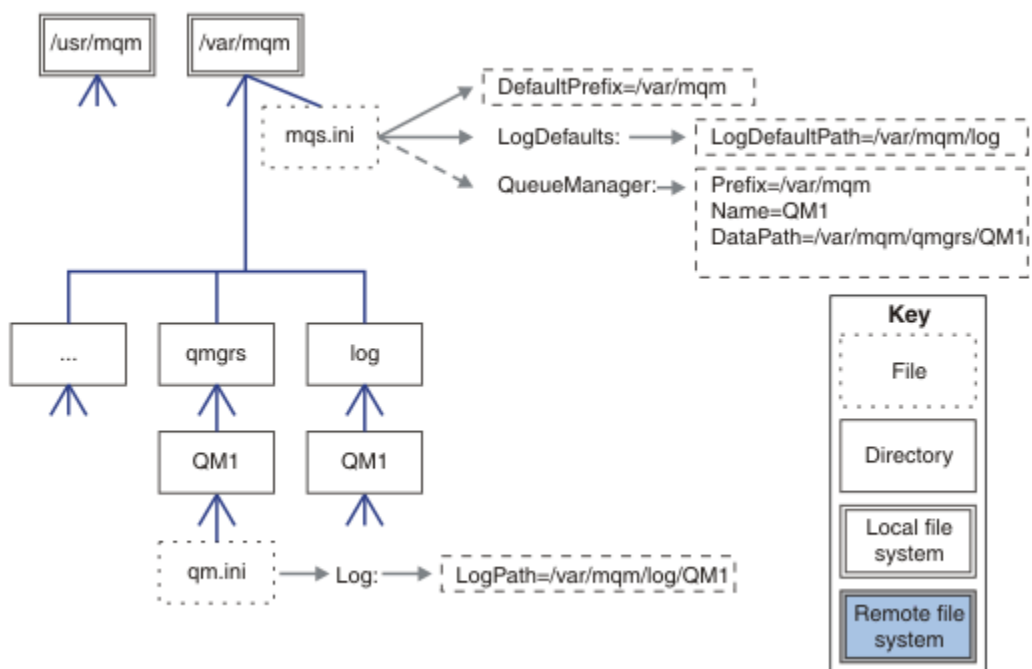 /usr/mqm
/var/mqm
mqs.ini
DefaultPrefix=/var/mqm
LogDefaults:
LogDefaultPath=/var/mqm/log
QueueManager:
Prefix=/var/mqm
Name=QM1
DataPath=/var/mqm/qmgrs/QM1
...
qmgrs
log
QM1
QM1
qm.ini
Log:
LogPath=/var/mqm/log/QM1
Key
File
Directory
Local file
system
Remote file
system